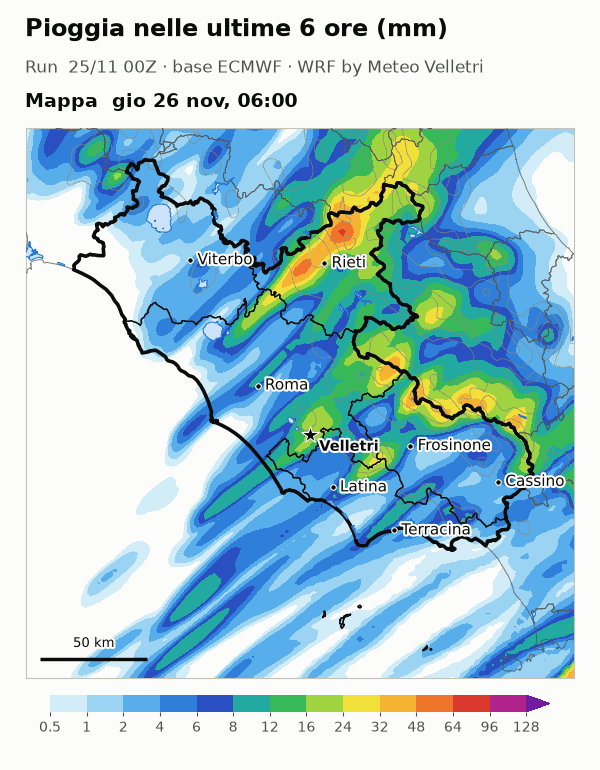 Pioggia nelle ultime 6 ore (mm)
Run  25/11 00Z · base ECMWF · WRF by Meteo Velletri
Mappa  gio 26 nov, 06:00
Viterbo
Rieti
Roma
Velletri
Frosinone
Latina
Cassino
Terracina
50 km
0.5 1 2 4 6 8 12 16 24 32 48 64 96 128